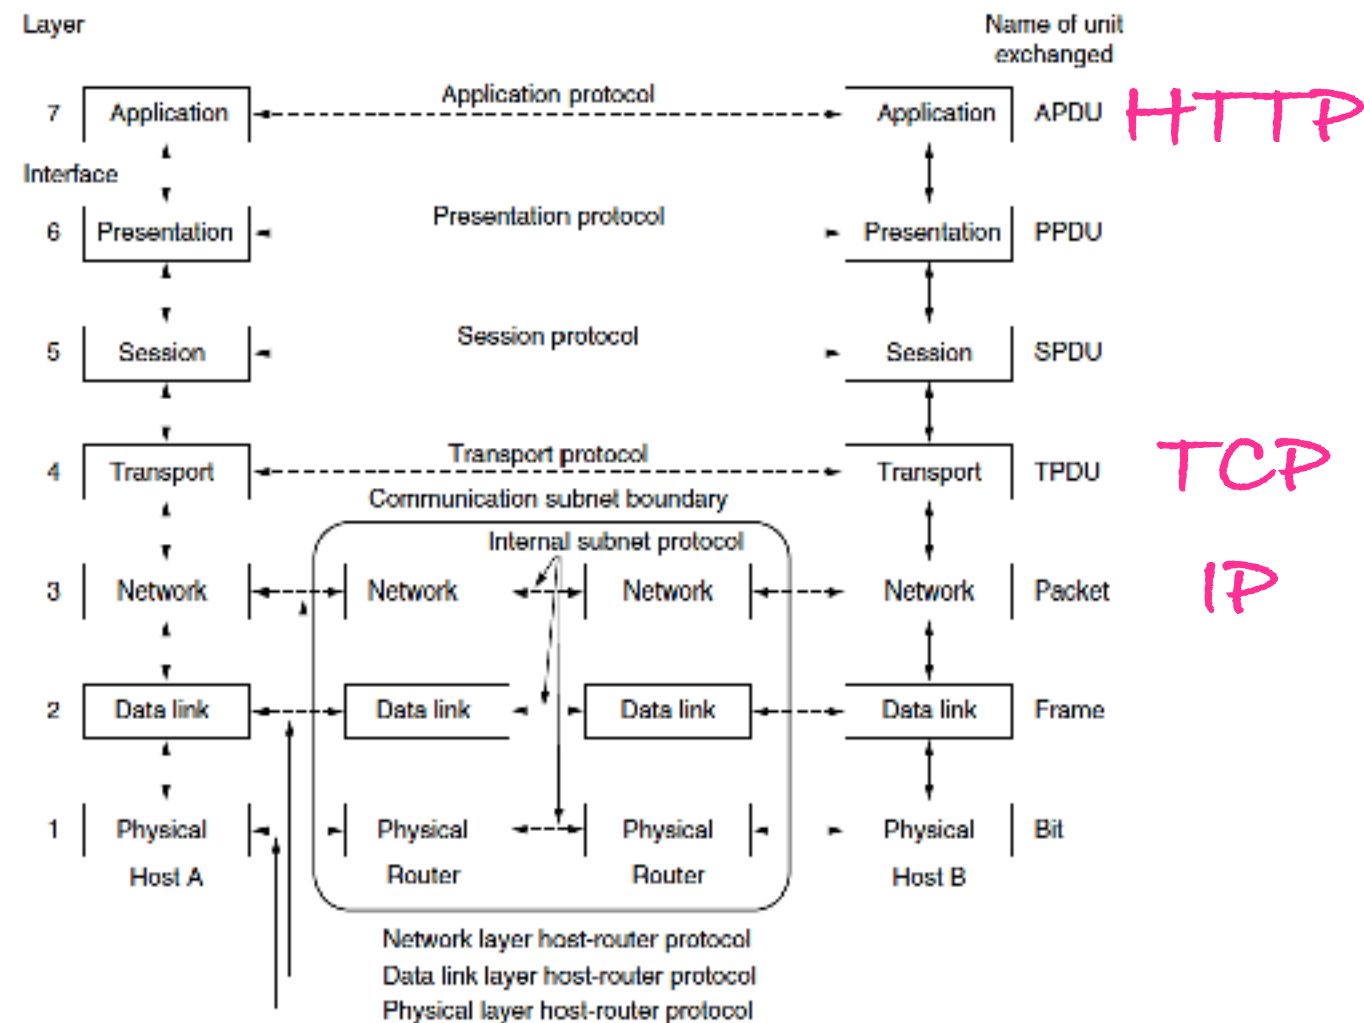 Layer
Name of unit
exchanged
7 Application Application protocol Application APDU HTTP
Interface
6 Presentation Presentation protocol Presentation PPDU
5 Session Session protocol Session SPDU
4 Transport Transport protocol Transport TPDU TCP
Communication subnet boundary
Internal subnet protocol
3 Network Network Network Network Packet IP
2 Data link Data link Data link Data link Frame
1 Physical Physical Physical Physical Bit
Host A Router Router Host B
Network layer host-router protocol
Data link layer host-router protocol
Physical layer host-router protocol